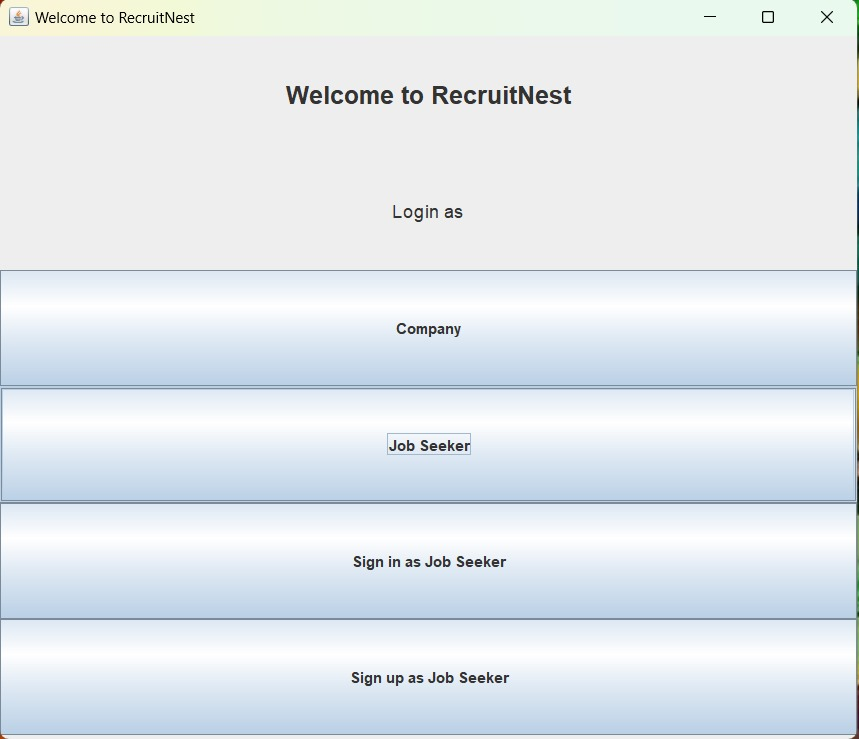 Welcome to RecruitNest
Welcome to RecruitNest
Login as
Company
Job Seeker
Sign in as Job Seeker
Sign up as Job Seeker